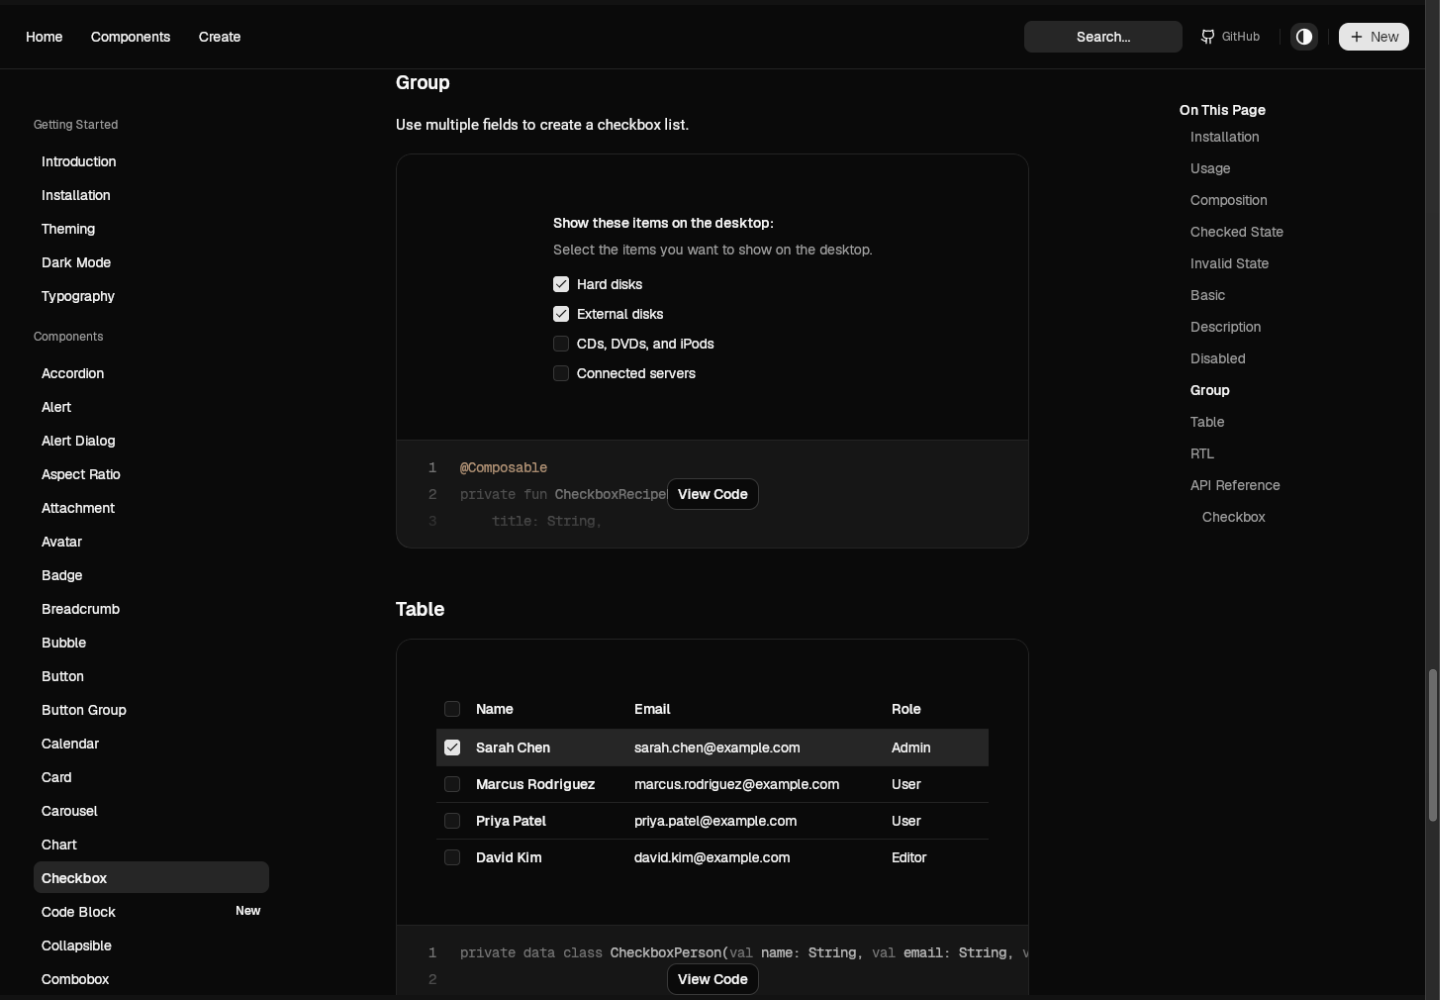 Home Components Create Search... GitHub + New
Getting Started
Introduction
Installation
Theming
Dark Mode
Typography
Components
Accordion
Alert
Alert Dialog
Aspect Ratio
Attachment
Avatar
Badge
Breadcrumb
Bubble
Button
Button Group
Calendar
Card
Carousel
Chart
Checkbox
Code Block New
Collapsible
Combobox
Group
Use multiple fields to create a checkbox list.
Show these items on the desktop:
Select the items you want to show on the desktop.
Hard disks
External disks
CDs, DVDs, and iPods
Connected servers
1 @Composable
2 private fun CheckboxRecipe View Code
3 title: String,
Table
Name Email Role
Sarah Chen sarah.chen@example.com Admin
Marcus Rodriguez marcus.rodriguez@example.com User
Priya Patel priya.patel@example.com User
David Kim david.kim@example.com Editor
1 private data class CheckboxPerson(val name: String, val email: String, v
2 View Code
On This Page
Installation
Usage
Composition
Checked State
Invalid State
Basic
Description
Disabled
Group
Table
RTL
API Reference
Checkbox